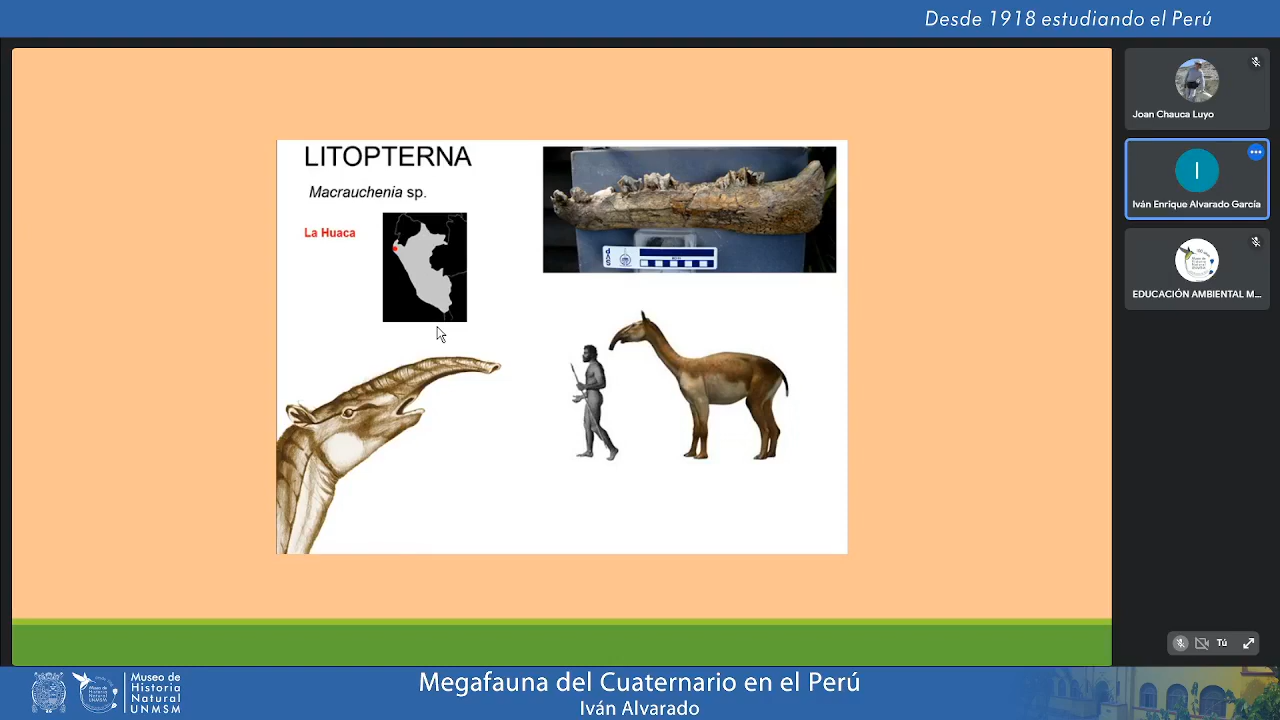 Desde 1918 estudiando el Perú
LITOPTERNA
Macrauchenia sp.
La Huaca
Joan Chauca Luyo
I
Iván Enrique Alvarado García
EDUCACIÓN AMBIENTAL M...
Tú
Museo de
Historia
Natural
UNMSM
Megafauna del Cuaternario en el Perú
Iván Alvarado